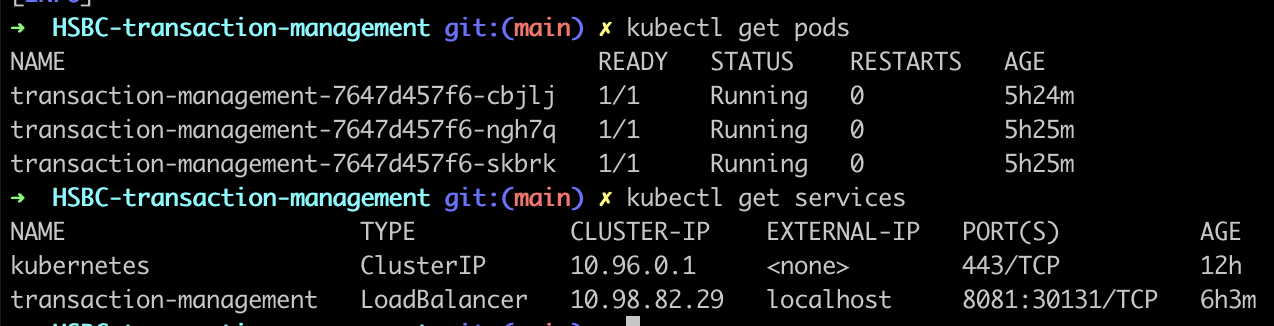 [INFO]
➜ HSBC-transaction-management git:(main) ✗ kubectl get pods
NAME READY STATUS RESTARTS AGE
transaction-management-7647d457f6-cbjlj 1/1 Running 0 5h24m
transaction-management-7647d457f6-ngh7q 1/1 Running 0 5h25m
transaction-management-7647d457f6-skbrk 1/1 Running 0 5h25m
➜ HSBC-transaction-management git:(main) ✗ kubectl get services
NAME TYPE CLUSTER-IP EXTERNAL-IP PORT(S) AGE
kubernetes ClusterIP 10.96.0.1 <none> 443/TCP 12h
transaction-management LoadBalancer 10.98.82.29 localhost 8081:30131/TCP 6h3m